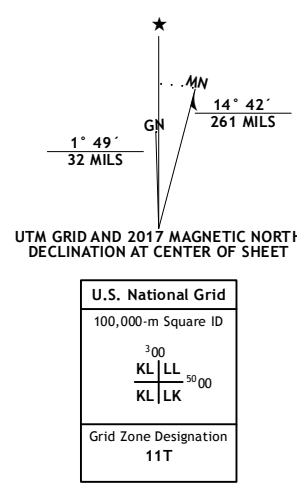 ★
MN
GN
14° 42´
261 MILS
1° 49´
32 MILS
UTM GRID AND 2017 MAGNETIC NORTH
DECLINATION AT CENTER OF SHEET
U.S. National Grid
100,000-m Square ID
³00
KL LL
⁵⁰00
KL LK
Grid Zone Designation
11T